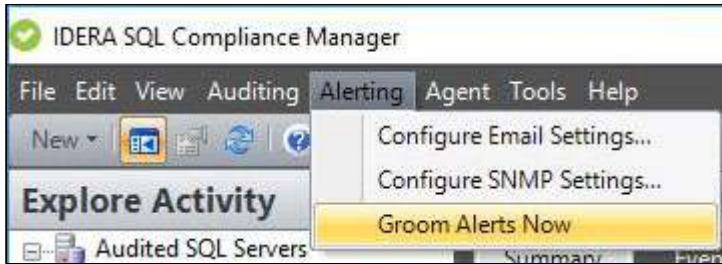 IDERA SQL Compliance Manager
File Edit View Auditing Alerting Agent Tools Help
New
Configure Email Settings...
Configure SNMP Settings...
Explore Activity
Groom Alerts Now
Audited SQL Servers
Summary